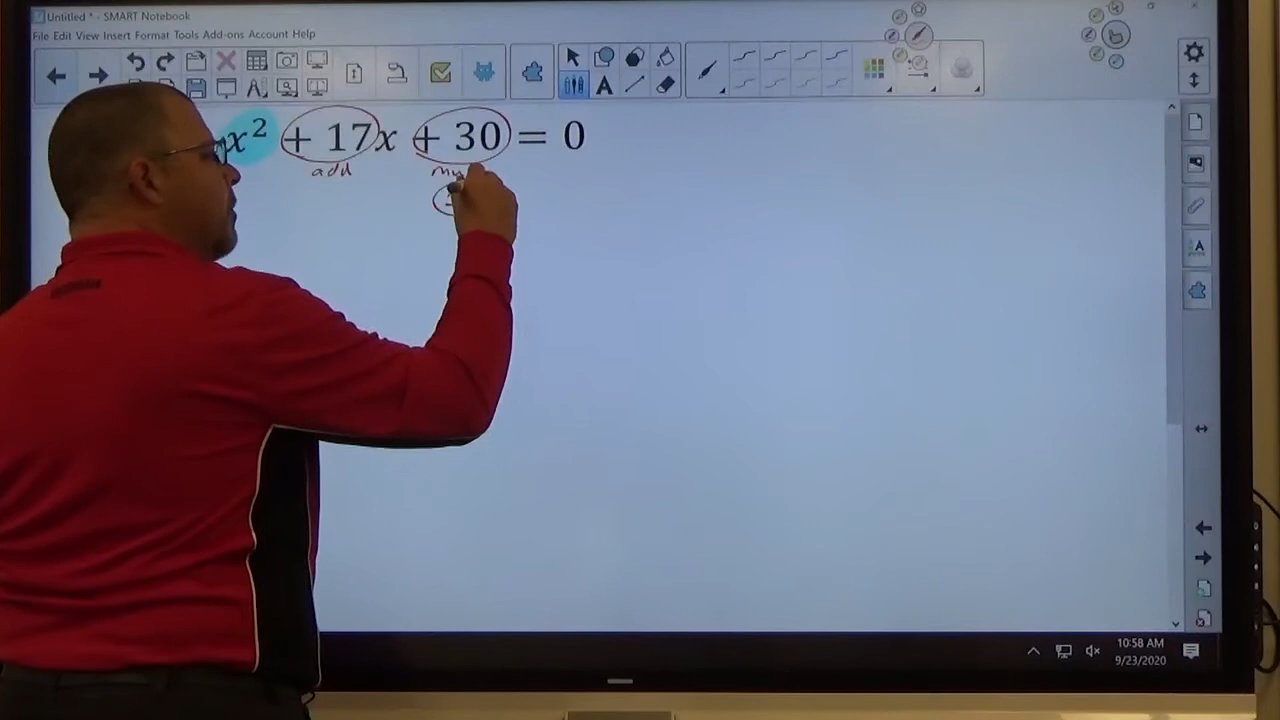 Untitled * - SMART Notebook
File Edit View Insert Format Tools Add-ons Account Help
x² + 17x + 30 = 0
add
10:58 AM
9/23/2020